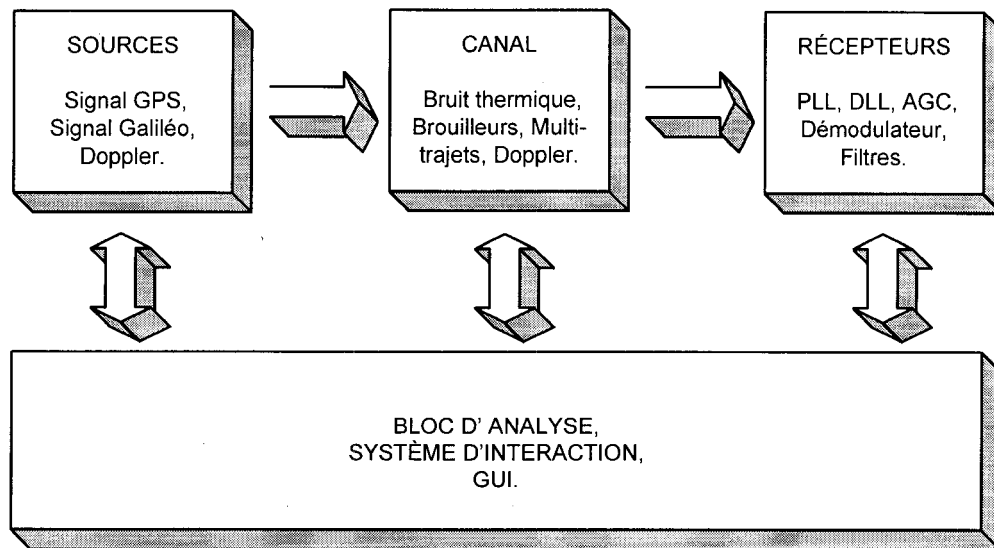 SOURCES
Signal GPS,
Signal Galiléo,
Doppler.
CANAL
Bruit thermique,
Brouilleurs, Multi-
trajets, Doppler.
RÉCEPTEURS
PLL, DLL, AGC,
Démodulateur,
Filtres.
BLOC D' ANALYSE,
SYSTÈME D'INTERACTION,
GUI.